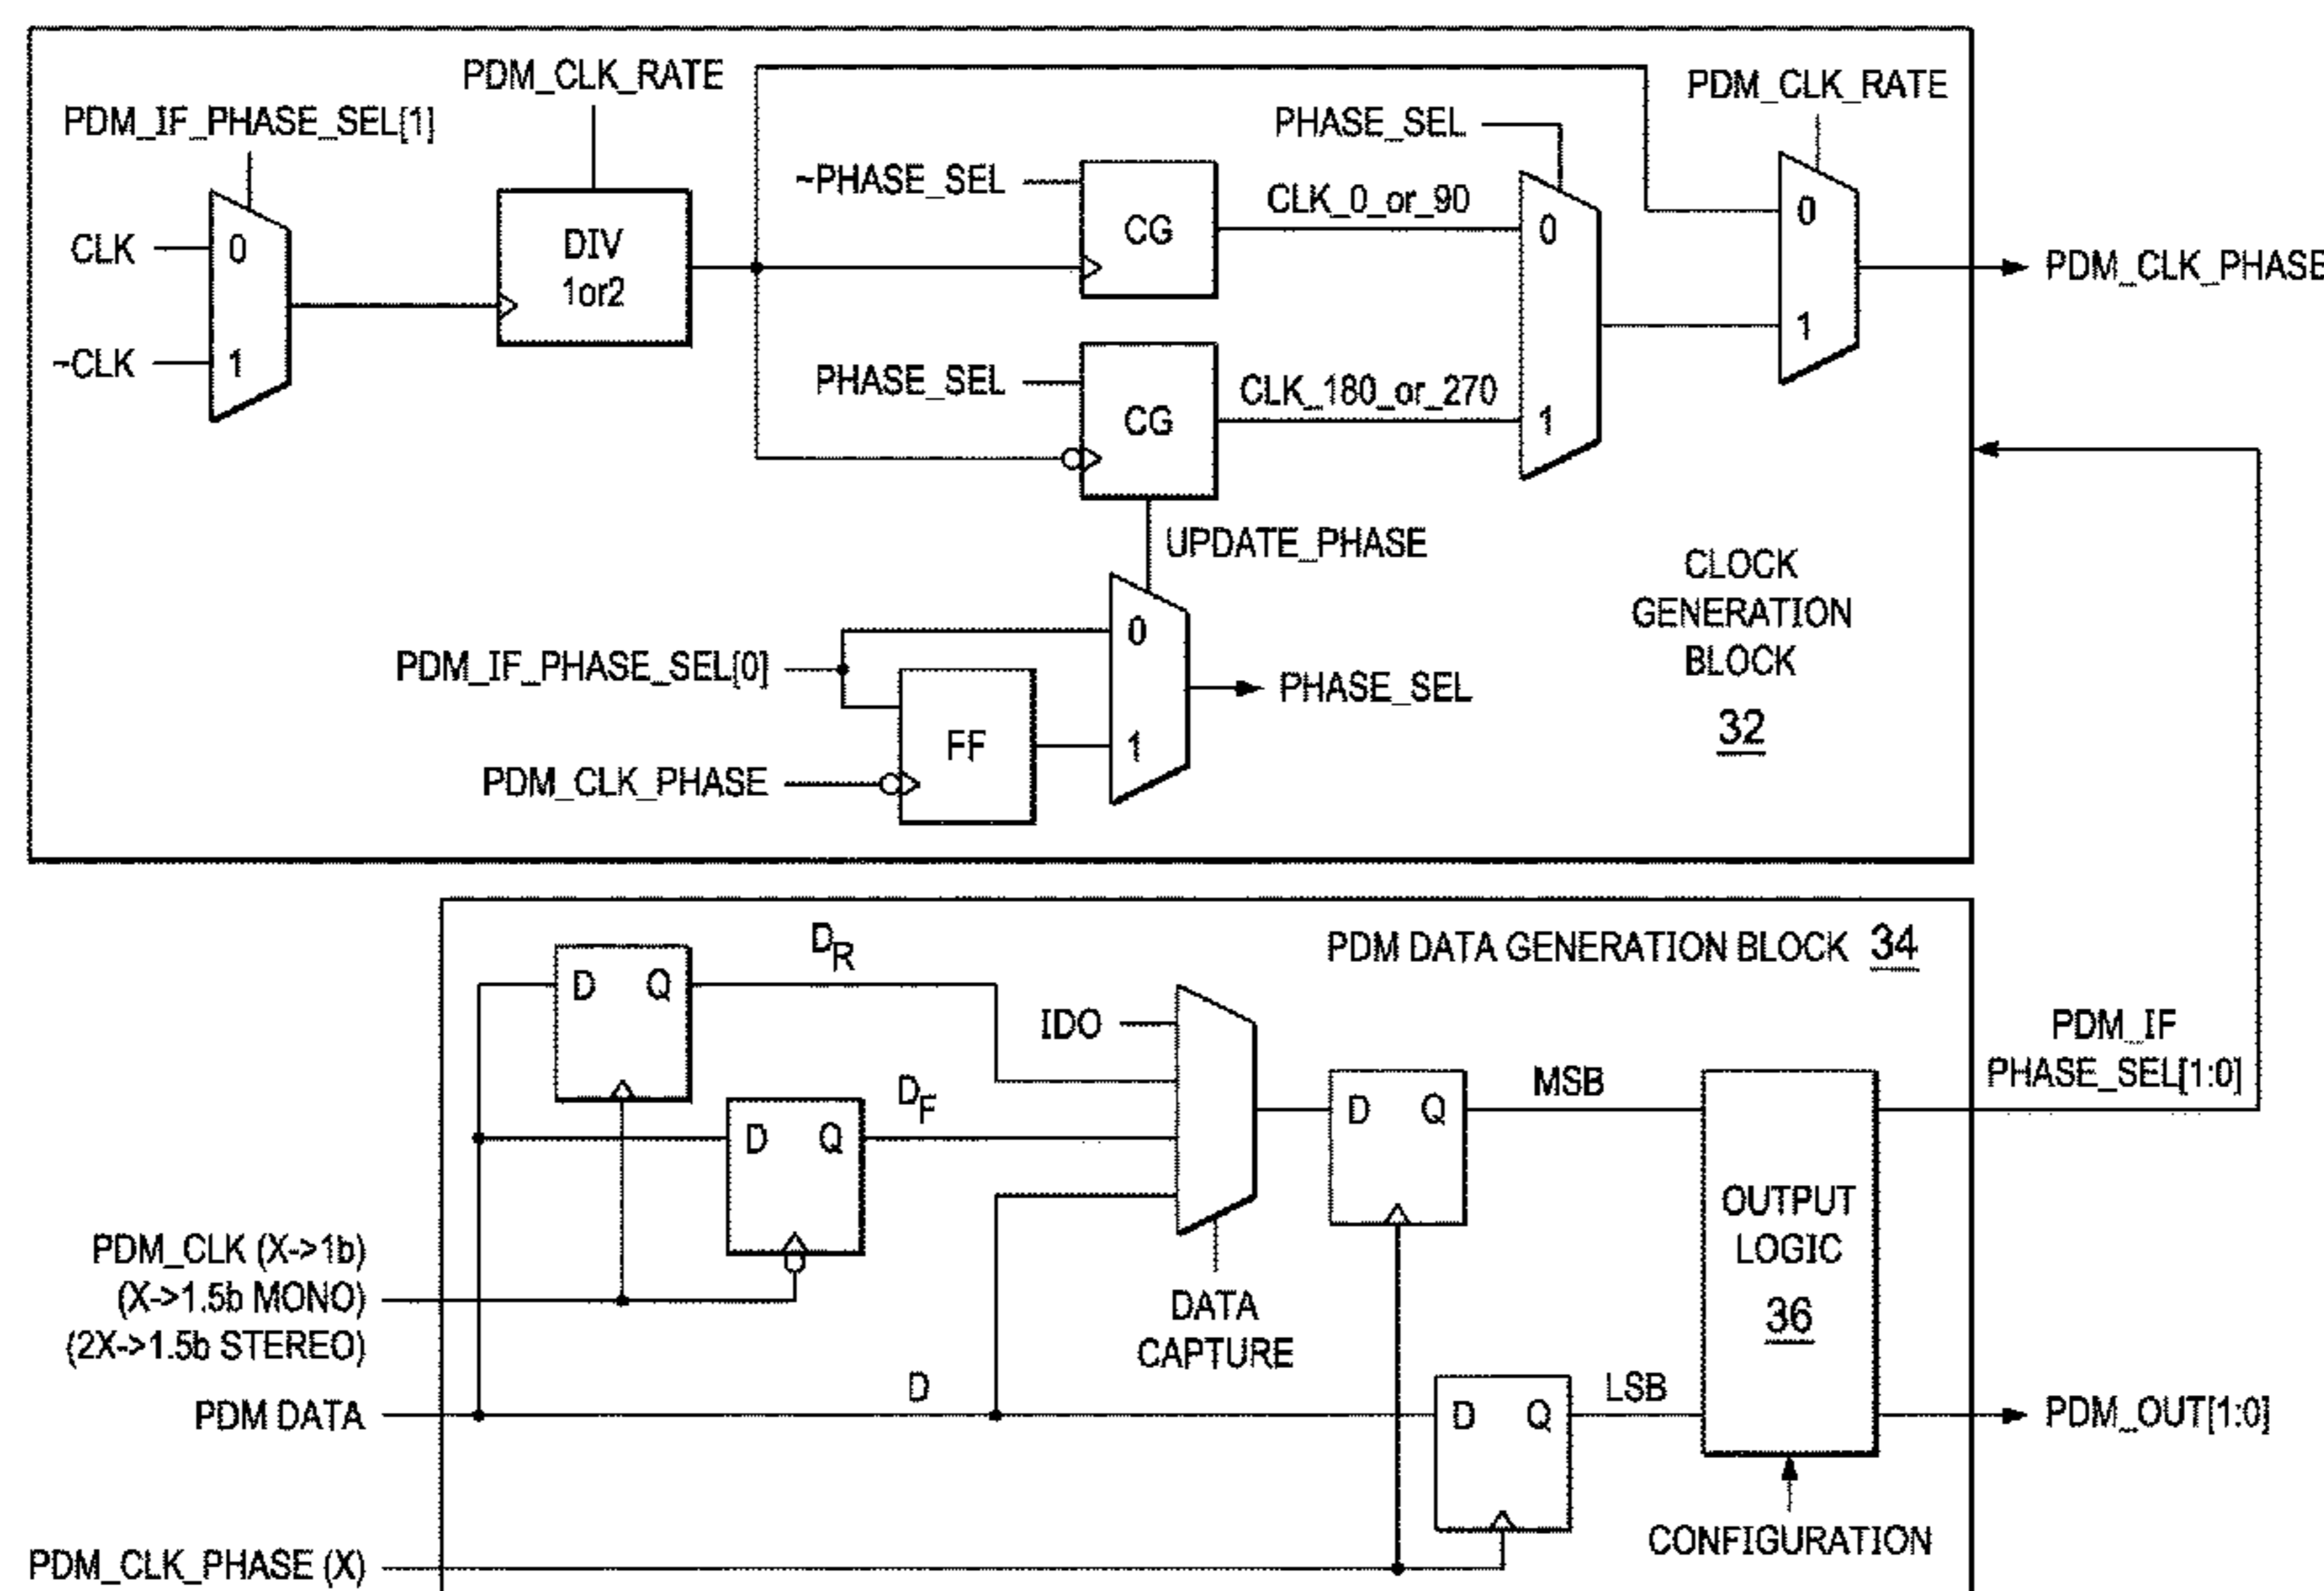 PDM_CLK_RATE
PDM_IF_PHASE_SEL[1]
PDM_CLK_RATE
PHASE_SEL
~PHASE_SEL
CLK_0_or_90
CG
0
0
CLK
0
DIV
1or2
PDM_CLK_PHASE
1
~CLK
1
PHASE_SEL
CLK_180_or_270
CG
1
UPDATE_PHASE
CLOCK
GENERATION
BLOCK
32
0
PDM_IF_PHASE_SEL[0]
PHASE_SEL
FF
1
PDM_CLK_PHASE
PDM DATA GENERATION BLOCK 34
DR
D Q
IDO
PDM_IF
PHASE_SEL[1:0]
DF
MSB
D Q
D Q
OUTPUT
LOGIC
36
PDM_CLK (X->1b)
(X->1.5b MONO)
(2X->1.5b STEREO)
DATA
CAPTURE
D
LSB
PDM DATA
D Q
PDM_OUT[1:0]
CONFIGURATION
PDM_CLK_PHASE (X)